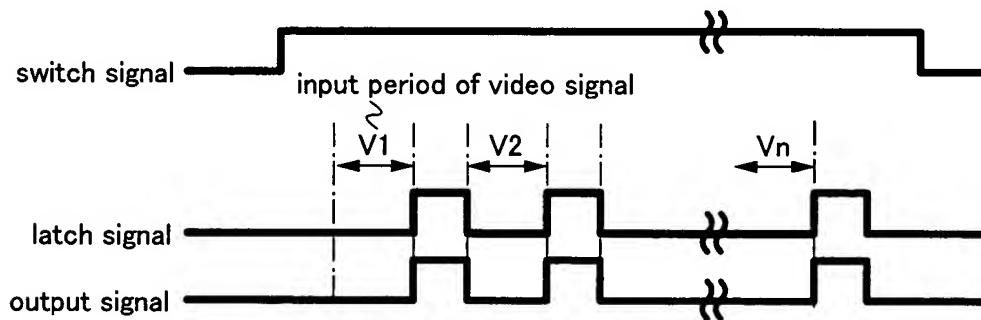 switch signal
input period of video signal
V1
V2
Vn
latch signal
output signal